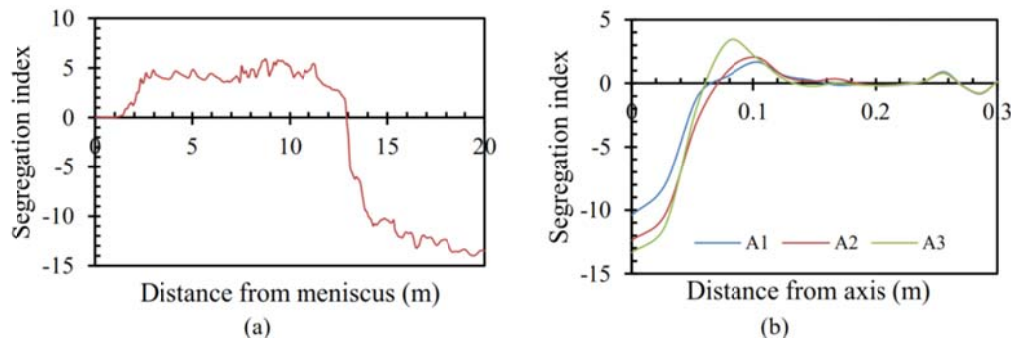 10
5
0
-5
-10
-15
0 5 10 15 20
Segregation index
Distance from meniscus (m)
(a)
5
0
-5
-10
-15
0 0.1 0.2 0.3
Segregation index
A1 A2 A3
Distance from axis (m)
(b)